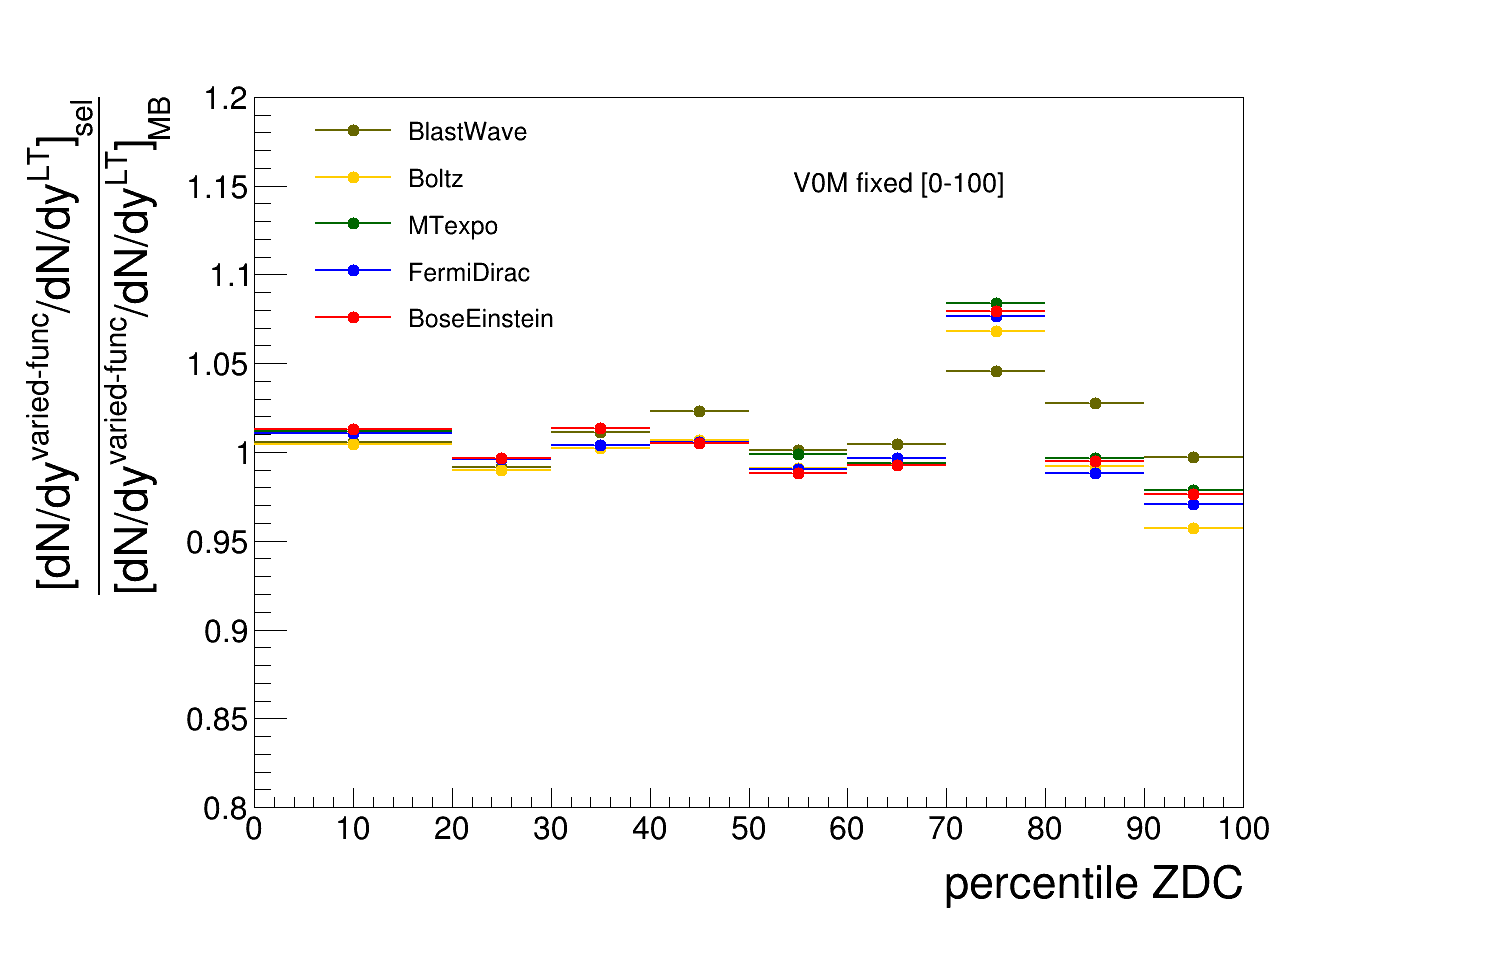 [dN/dy^varied-func/dN/dy^LT]_sel
[dN/dy^varied-func/dN/dy^LT]_MB
1.2
1.15
1.1
1.05
1
0.95
0.9
0.85
0.8
BlastWave
Boltz
MTexpo
FermiDirac
BoseEinstein
V0M fixed [0-100]
0 10 20 30 40 50 60 70 80 90 100
percentile ZDC